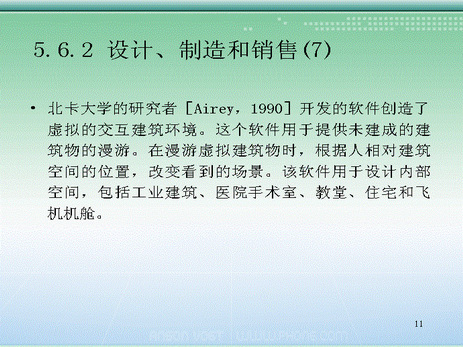 5.6.2 设计、制造和销售(7)
• 北卡大学的研究者[Airey，1990]开发的软件创造了
虚拟的交互建筑环境。这个软件用于提供未建成的建
筑物的漫游。在漫游虚拟建筑物时，根据人相对建筑
空间的位置，改变看到的场景。该软件用于设计内部
空间，包括工业建筑、医院手术室、教堂、住宅和飞
机机舱。
11